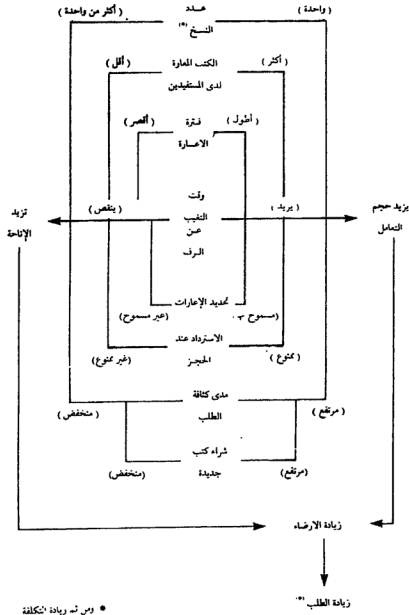 ( أكثر من واحدة ) عدد ( واحدة )
النسخ (*)
( أقل ) الكتب المعارة ( أكثر )
لدى المستفيدين
( أقصر ) فترة ( أطول )
الاعارة
وقت
تزيد ( ينقص ) التغيب ( يريد ) يزيد حجم
الإتاحة عن التعامل
الرف
تحديد الإعارات
(غير مسموح) (مسموح
الاسترداد عند
(غير ممنوع) الحجز ( ممنوع )
مدى كثافة
( منخفض ) الطلب ( مرتفع )
شراء كتب
(منخفض) جديدة (مرتفع)
زيادة الارضاء
زيادة الطلب (*)
● ومن ثم زيادة التكلفة